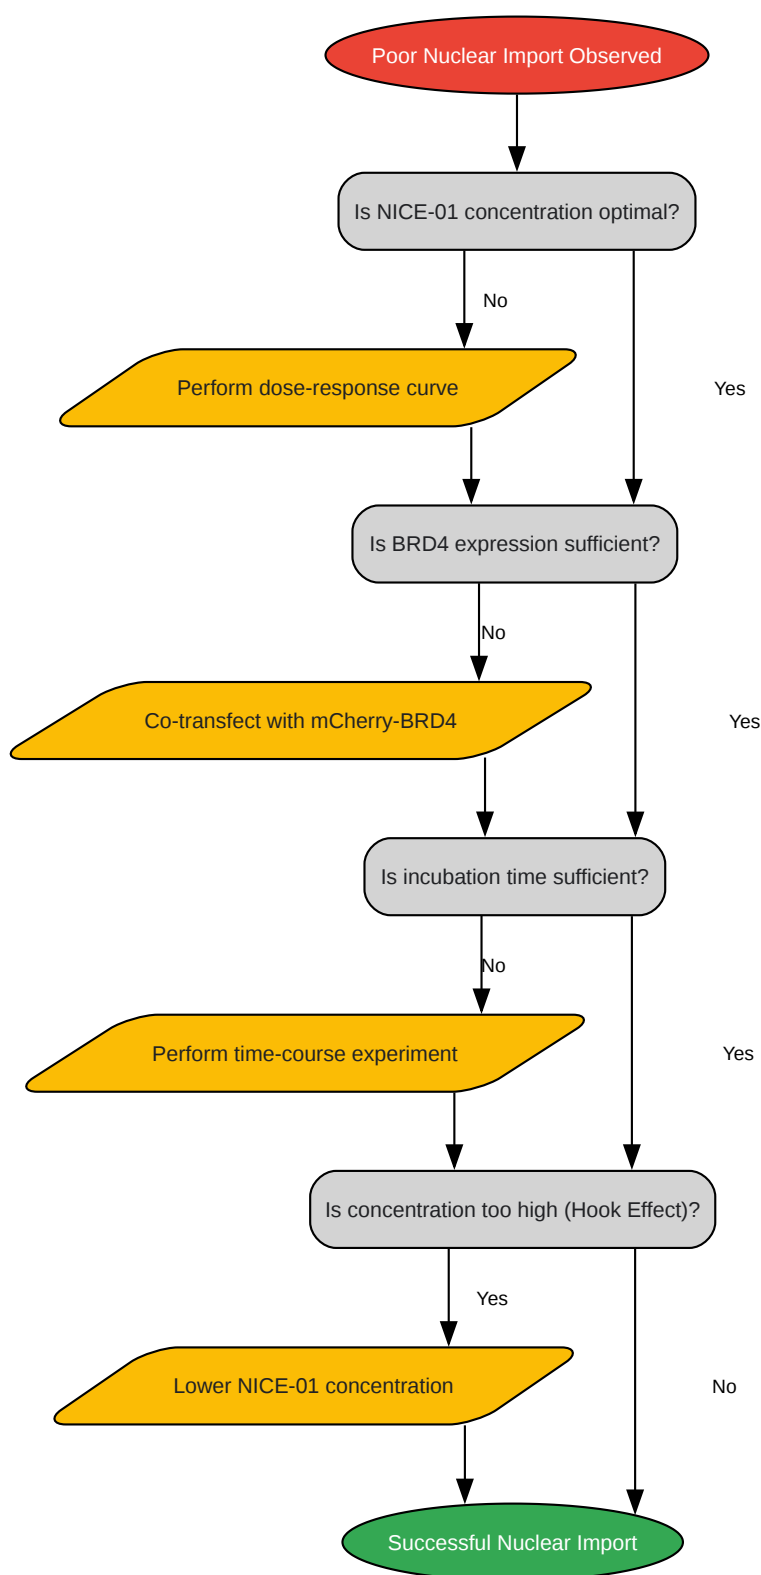 Poor Nuclear Import Observed
Is NICE-01 concentration optimal?
No
Perform dose-response curve
Yes
Is BRD4 expression sufficient?
No
Co-transfect with mCherry-BRD4
Yes
Is incubation time sufficient?
No
Perform time-course experiment
Yes
Is concentration too high (Hook Effect)?
Yes
Lower NICE-01 concentration
No
Successful Nuclear Import